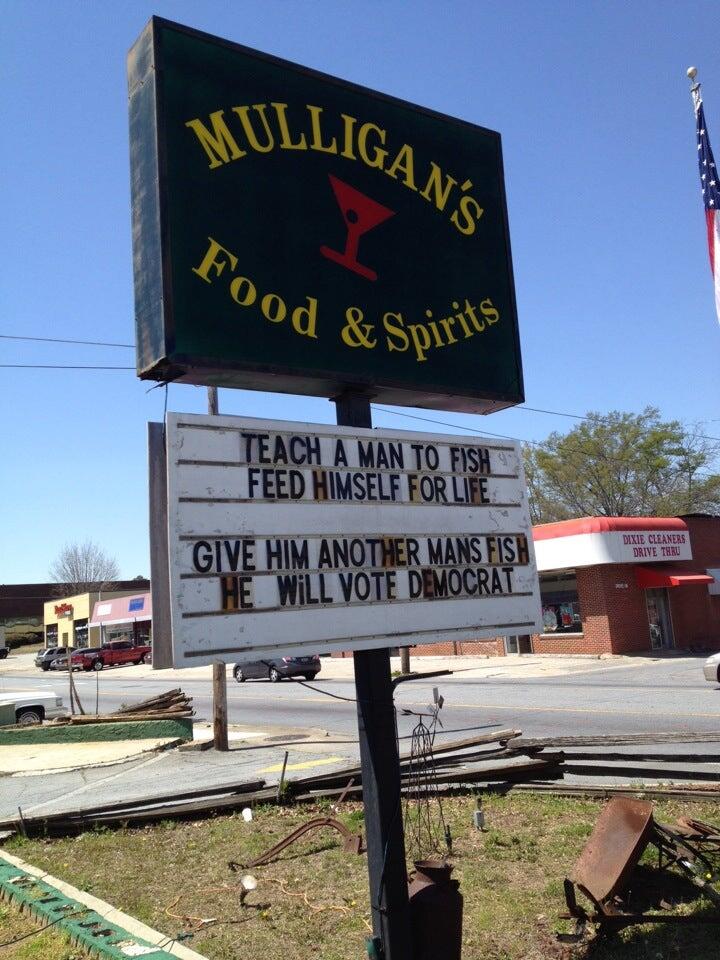 MULLIGAN'S
Food & Spirits
TEACH A MAN TO FISH
FEED HIMSELF FOR LIFE
GIVE HIM ANOTHER MANS FISH
HE WiLL VOTE DEMOCRAT
DIXIE CLEANERS
DRIVE THRU